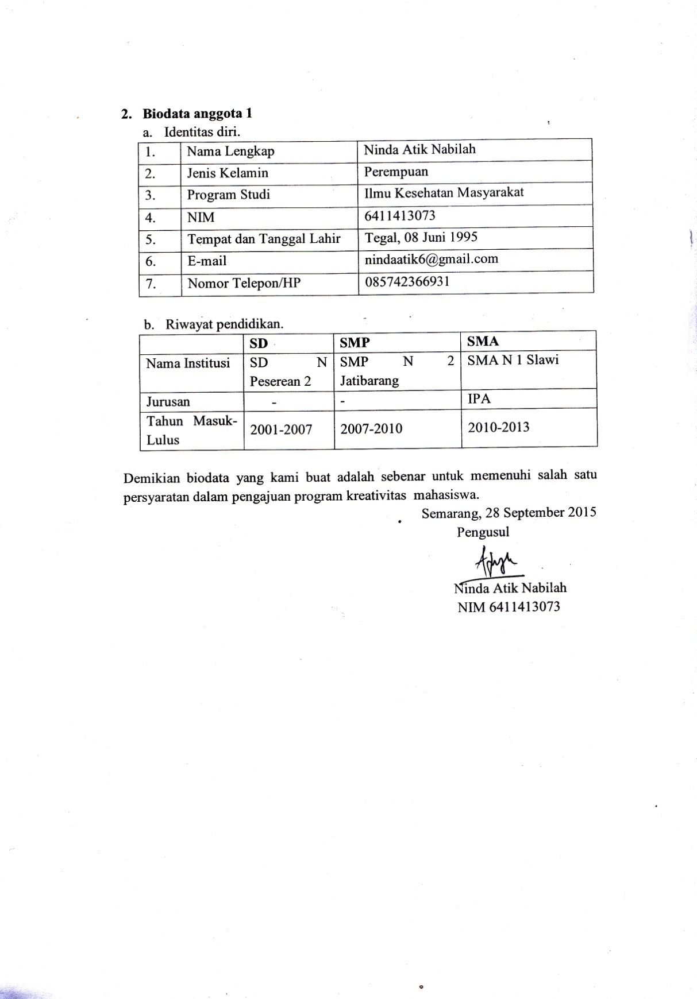 2. Biodata anggota 1
a. Identitas diri.
1. Nama Lengkap Ninda Atik Nabilah
2. Jenis Kelamin Perempuan
3. Program Studi Ilmu Kesehatan Masyarakat
4. NIM 6411413073
5. Tempat dan Tanggal Lahir Tegal, 08 Juni 1995
6. E-mail nindaatik6@gmail.com
7. Nomor Telepon/HP 085742366931
b. Riwayat pendidikan.
SD SMP SMA
Nama Institusi SD N SMP N 2 SMA N 1 Slawi
Peserean 2 Jatibarang
Jurusan - - IPA
Tahun Masuk-
2001-2007 2007-2010 2010-2013
Lulus
Demikian biodata yang kami buat adalah sebenar untuk memenuhi salah satu
persyaratan dalam pengajuan program kreativitas mahasiswa.
Semarang, 28 September 2015
Pengusul
Ninda Atik Nabilah
NIM 6411413073